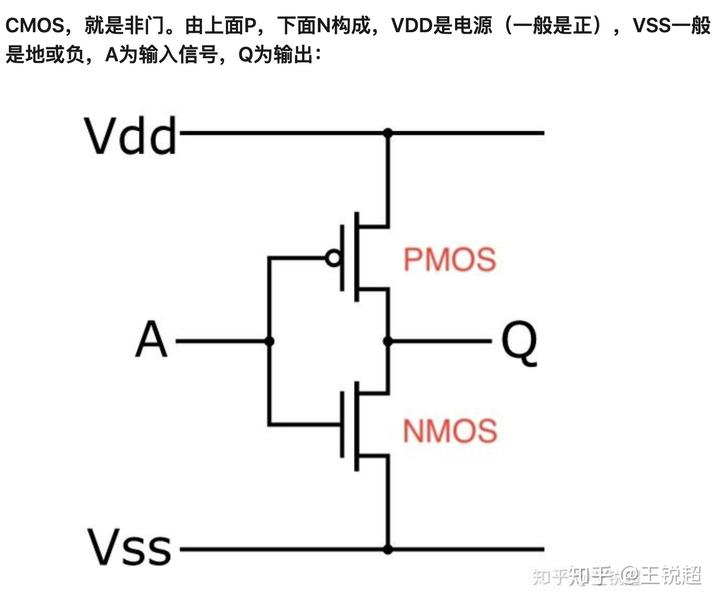 CMOS，就是非门。由上面P，下面N构成，VDD是电源（一般是正），VSS一般
是地或负，A为输入信号，Q为输出：
Vdd
PMOS
A
Q
NMOS
Vss
知乎 @王锐超